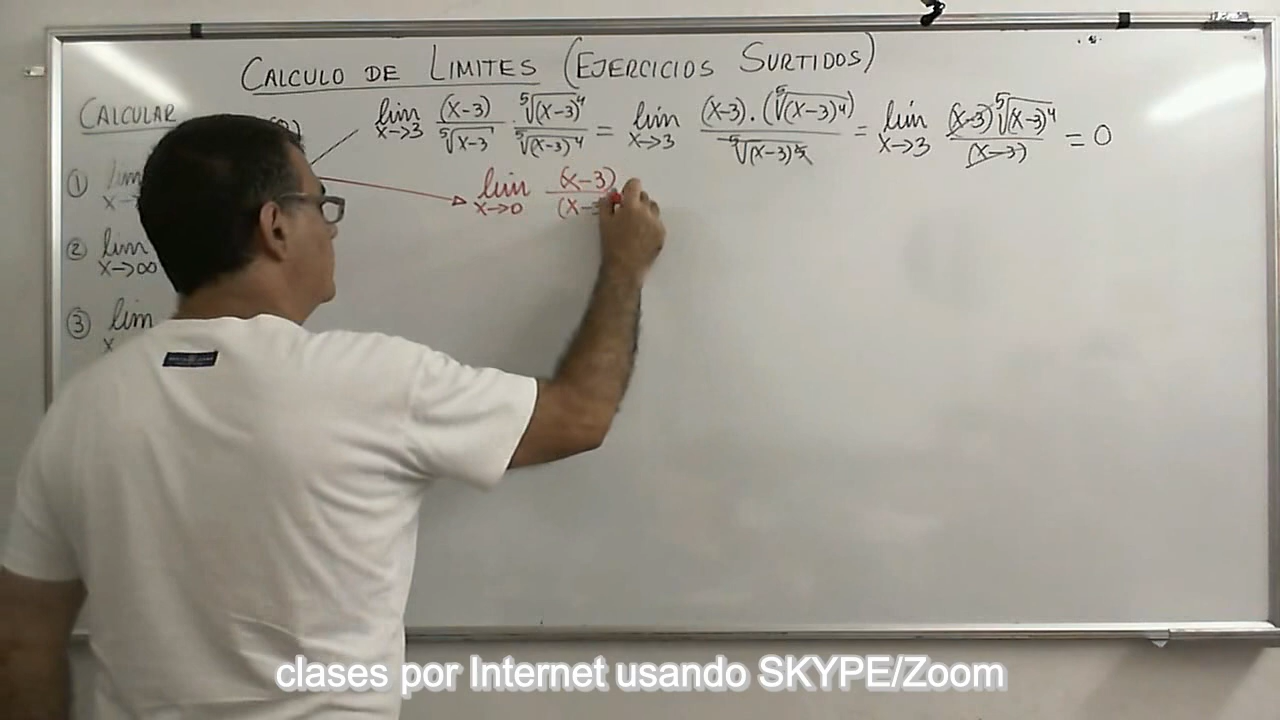 CALCULO DE LIMITES (EJERCICIOS SURTIDOS)
CALCULAR
lim x→3 (x-3)/⁵√x-3 · ⁵√(x-3)⁴/⁵√(x-3)⁴ = lim x→3 (x-3).(⁵√(x-3)⁴)/⁵√(x-3)⁵ = lim x→3 (x-3)⁵√(x-3)⁴/(x-3) = 0
① lim
lim x→0 (x-3)/(x-
② lim x→∞
③ lim
clases por Internet usando SKYPE/Zoom